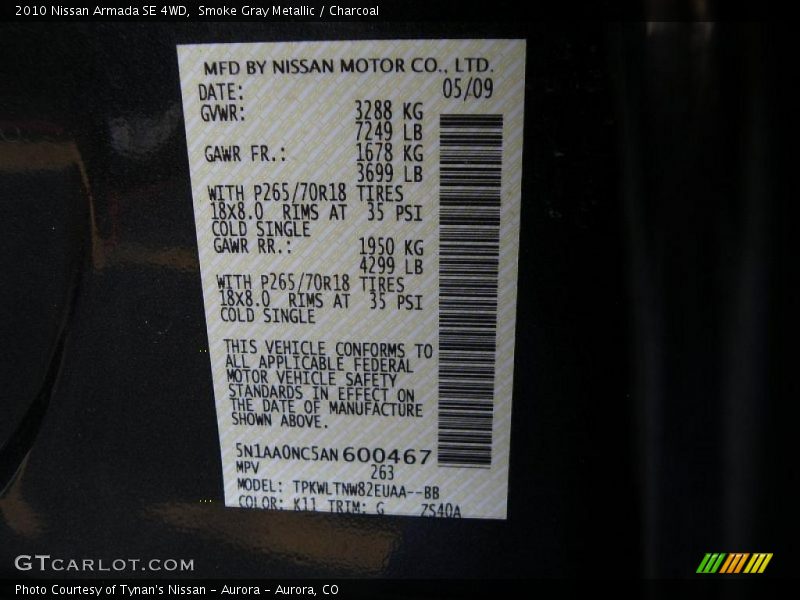 2010 Nissan Armada SE 4WD,  Smoke Gray Metallic / Charcoal
MFD BY NISSAN MOTOR CO., LTD.
DATE: 05/09
GVWR: 3288 KG
7249 LB
GAWR FR.: 1678 KG
3699 LB
WITH P265/70R18 TIRES
18X8.0 RIMS AT 35 PSI
COLD SINGLE
GAWR RR.: 1950 KG
4299 LB
WITH P265/70R18 TIRES
18X8.0 RIMS AT 35 PSI
COLD SINGLE
THIS VEHICLE CONFORMS TO
ALL APPLICABLE FEDERAL
MOTOR VEHICLE SAFETY
STANDARDS IN EFFECT ON
THE DATE OF MANUFACTURE
SHOWN ABOVE.
5N1AA0NC5AN 600467
MPV 263
MODEL: TPKWLTNW82EUAA--BB
COLOR: K11 TRIM: G ZS40A
GTCARLOT.COM
Photo Courtesy of Tynan's Nissan - Aurora - Aurora, CO